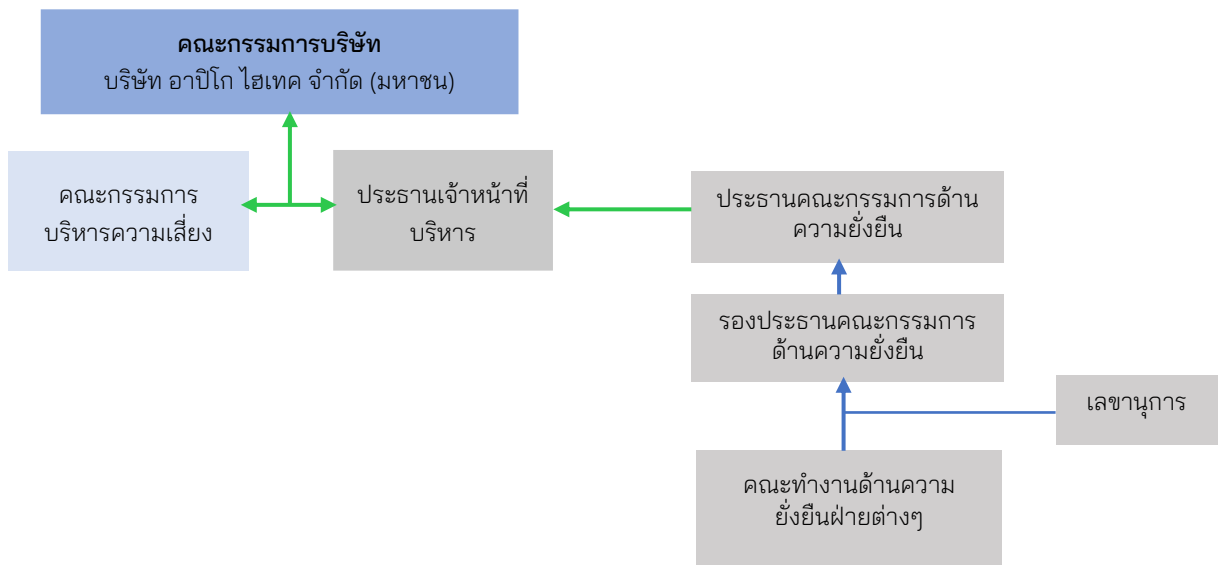 คณะกรรมการบริษัท
บริษัท อาปิโก ไฮเทค จำกัด (มหาชน)
คณะกรรมการ
บริหารความเสี่ยง
ประธานเจ้าหน้าที่
บริหาร
ประธานคณะกรรมการด้าน
ความยั่งยืน
รองประธานคณะกรรมการ
ด้านความยั่งยืน
เลขานุการ
คณะทำงานด้านความ
ยั่งยืนฝ่ายต่างๆ